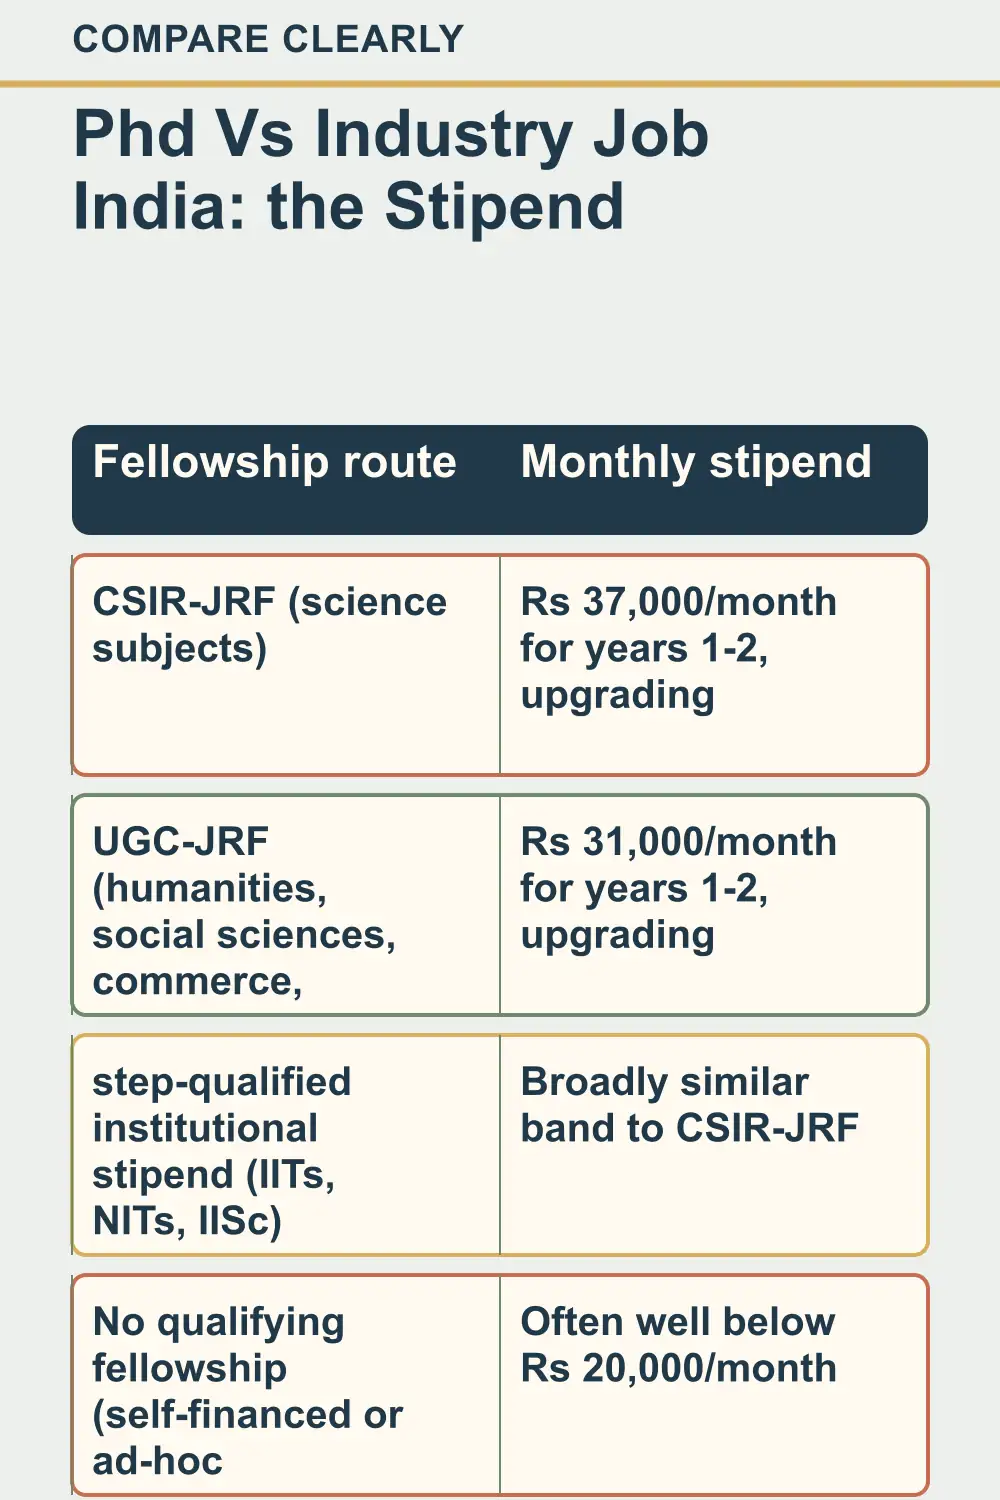 COMPARE CLEARLY
Phd Vs Industry Job
India: the Stipend
Fellowship route
Monthly stipend
CSIR-JRF (science
subjects)
Rs 37,000/month
for years 1-2,
upgrading
UGC-JRF
(humanities,
social sciences,
commerce,
Rs 31,000/month
for years 1-2,
upgrading
step-qualified
institutional
stipend (IITs,
NITs, IISc)
Broadly similar
band to CSIR-JRF
No qualifying
fellowship
(self-financed or
ad-hoc
Often well below
Rs 20,000/month